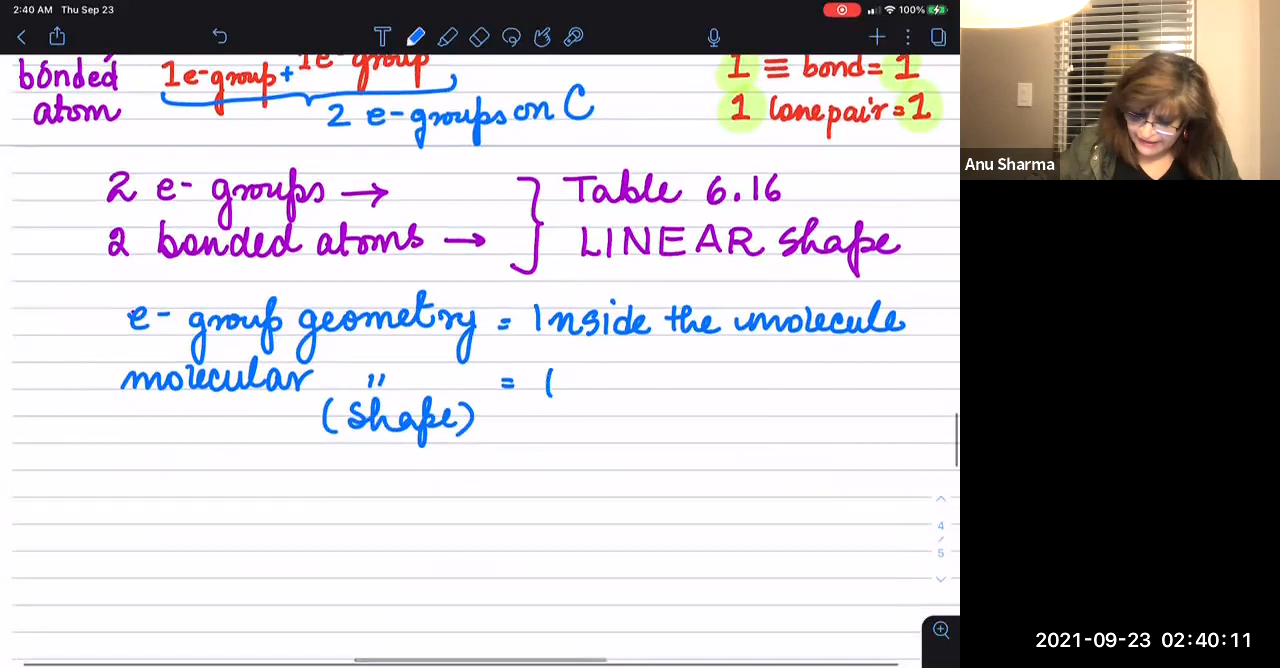 2:40 AM Thu Sep 23
100%
bonded
atom
1e-group + 1e-group
2 e-groups on C
1 ≡ bond = 1
1 lone pair = 1
2 e- groups →
2 bonded atoms →
} Table 6.16
LINEAR shape
e- group geometry = Inside the molecule
molecular " = (
(shape)
4
5
Anu Sharma
2021-09-23 02:40:11